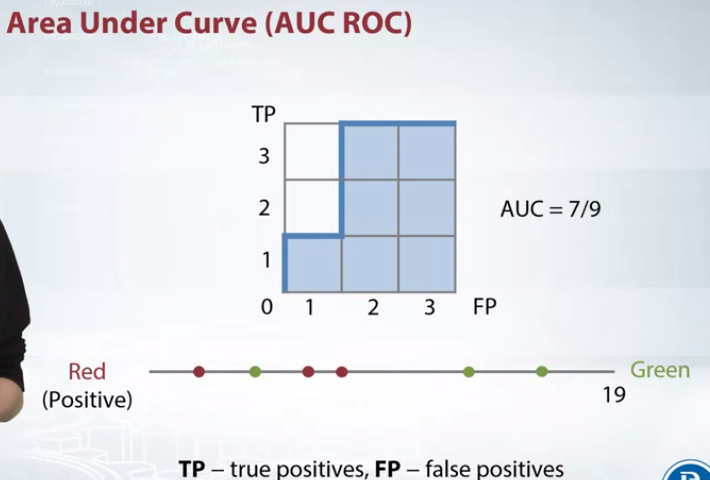 Area Under Curve (AUC ROC)
TP
3
2
AUC = 7/9
1
0 1 2 3 FP
Red
(Positive)
Green
19
TP – true positives, FP – false positives